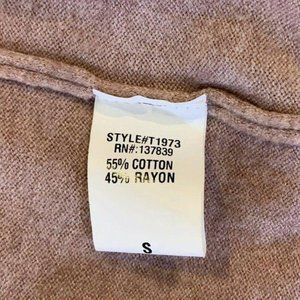 STYLE#T1973
RN#:137839
55% COTTON
45% RAYON
S